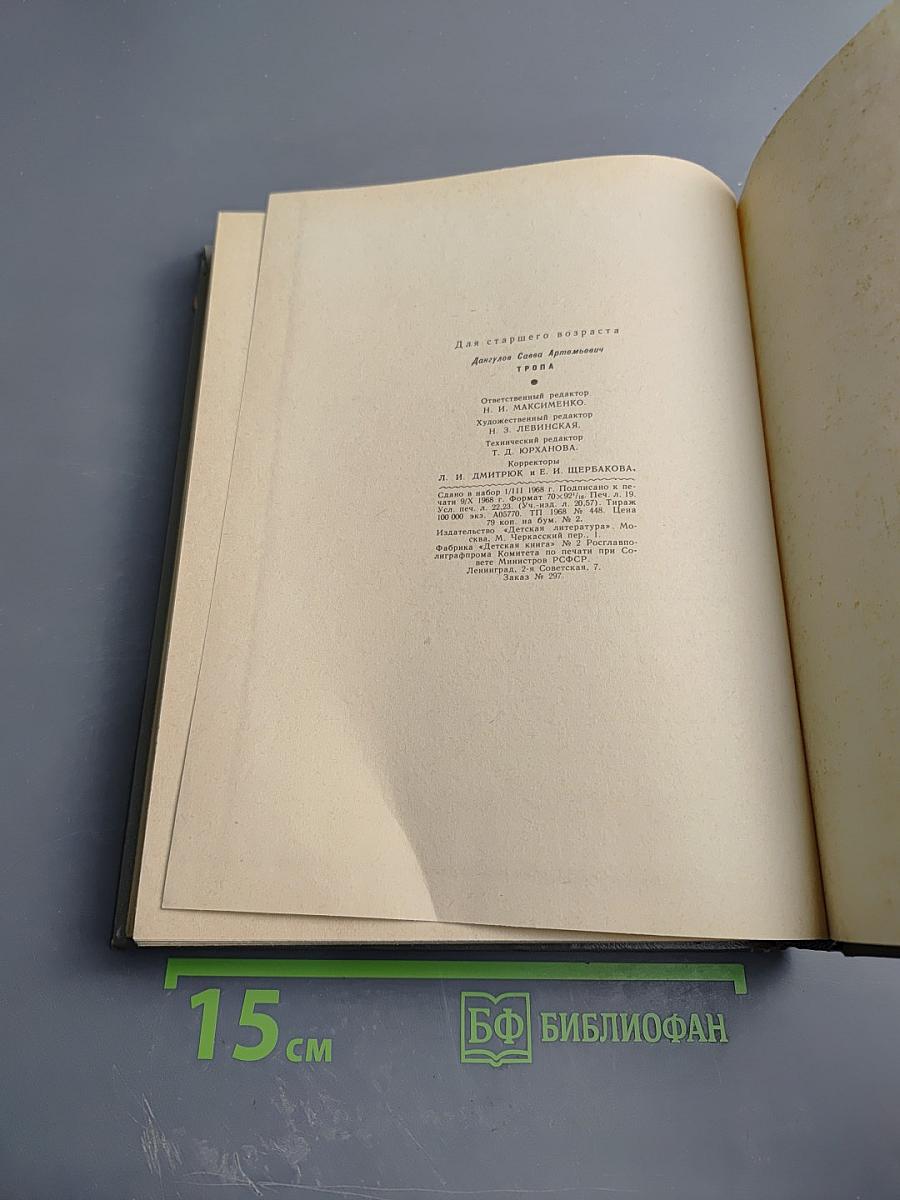 Для старшего возраста
Дангулов Савва Артемьевич
ТРОПА
Ответственный редактор
Н. И. МАКСИМЕНКО.
Художественный редактор
Н. З. ЛЕВИНСКАЯ.
Технический редактор
Т. Д. ЮРХАНОВА.
Корректоры
Л. И. ДМИТРЮК и Е. И. ЩЕРБАКОВА.
Сдано в набор 1/III 1968 г. Подписано к пе-
чати 9/X 1968 г. Формат 70×92¹/₁₆. Печ. л. 19.
Усл. печ. л. 22,23. (Уч.-изд. л. 20,57). Тираж
100 000 экз. А05770. ТП 1968 № 448. Цена
79 коп. на бум. № 2.
Издательство «Детская литература». Мо-
сква, М. Черкасский пер., 1.
Фабрика «Детская книга» № 2 Росглавпо-
лиграфпрома Комитета по печати при Со-
вете Министров РСФСР.
Ленинград, 2-я Советская, 7.
Заказ № 297.
15 см
БФ БИБЛИОФАН